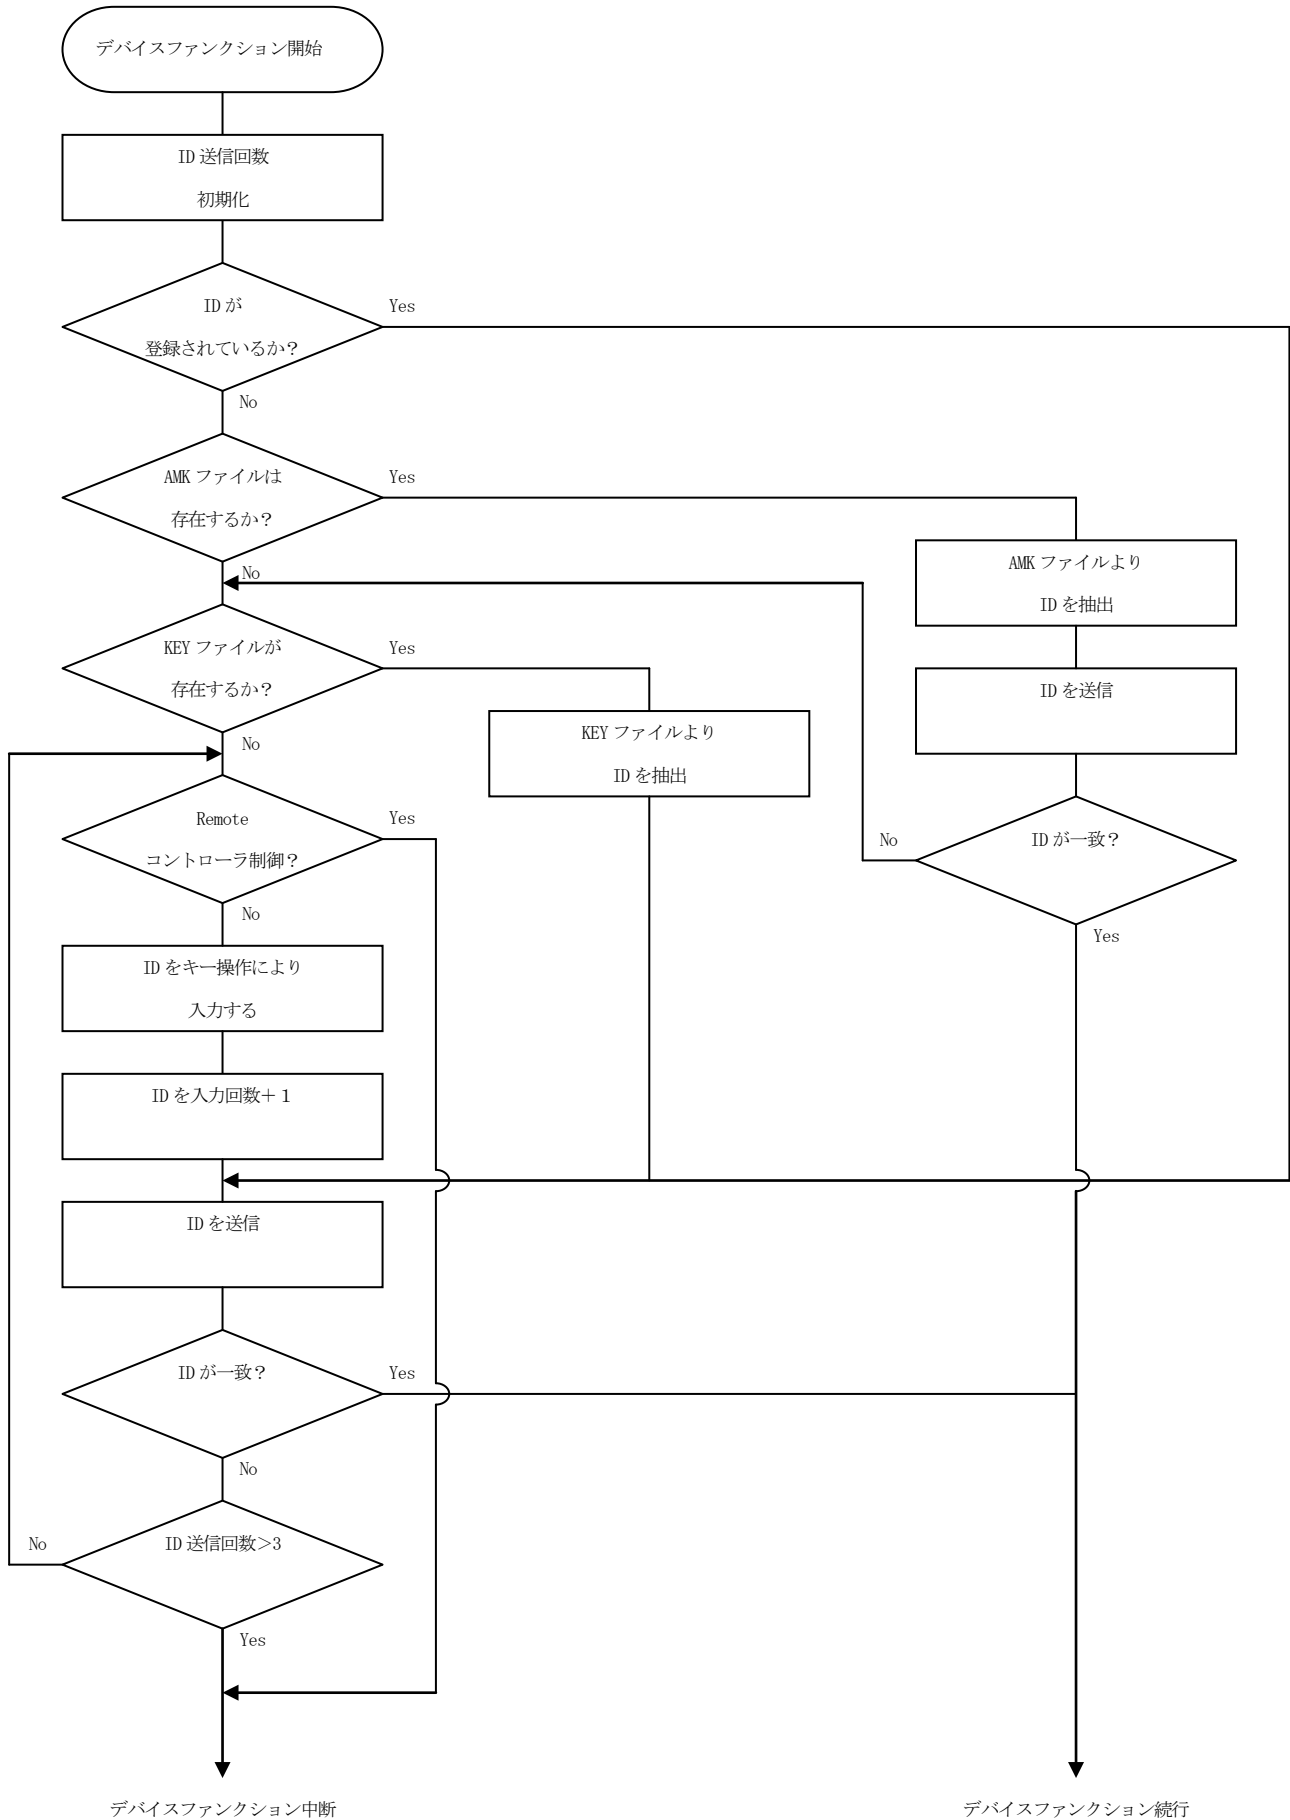 デバイスファンクション開始
ID 送信回数
初期化
ID が
登録されているか？
Yes
No
AMK ファイルは
存在するか？
Yes
No
AMK ファイルより
ID を抽出
KEY ファイルが
存在するか？
Yes
No
KEY ファイルより
ID を抽出
ID を送信
Remote
コントローラ制御？
Yes
No
ID が一致？
No
Yes
ID をキー操作により
入力する
ID を入力回数＋１
ID を送信
ID が一致？
Yes
No
ID 送信回数＞3
No
Yes
デバイスファンクション中断
デバイスファンクション続行